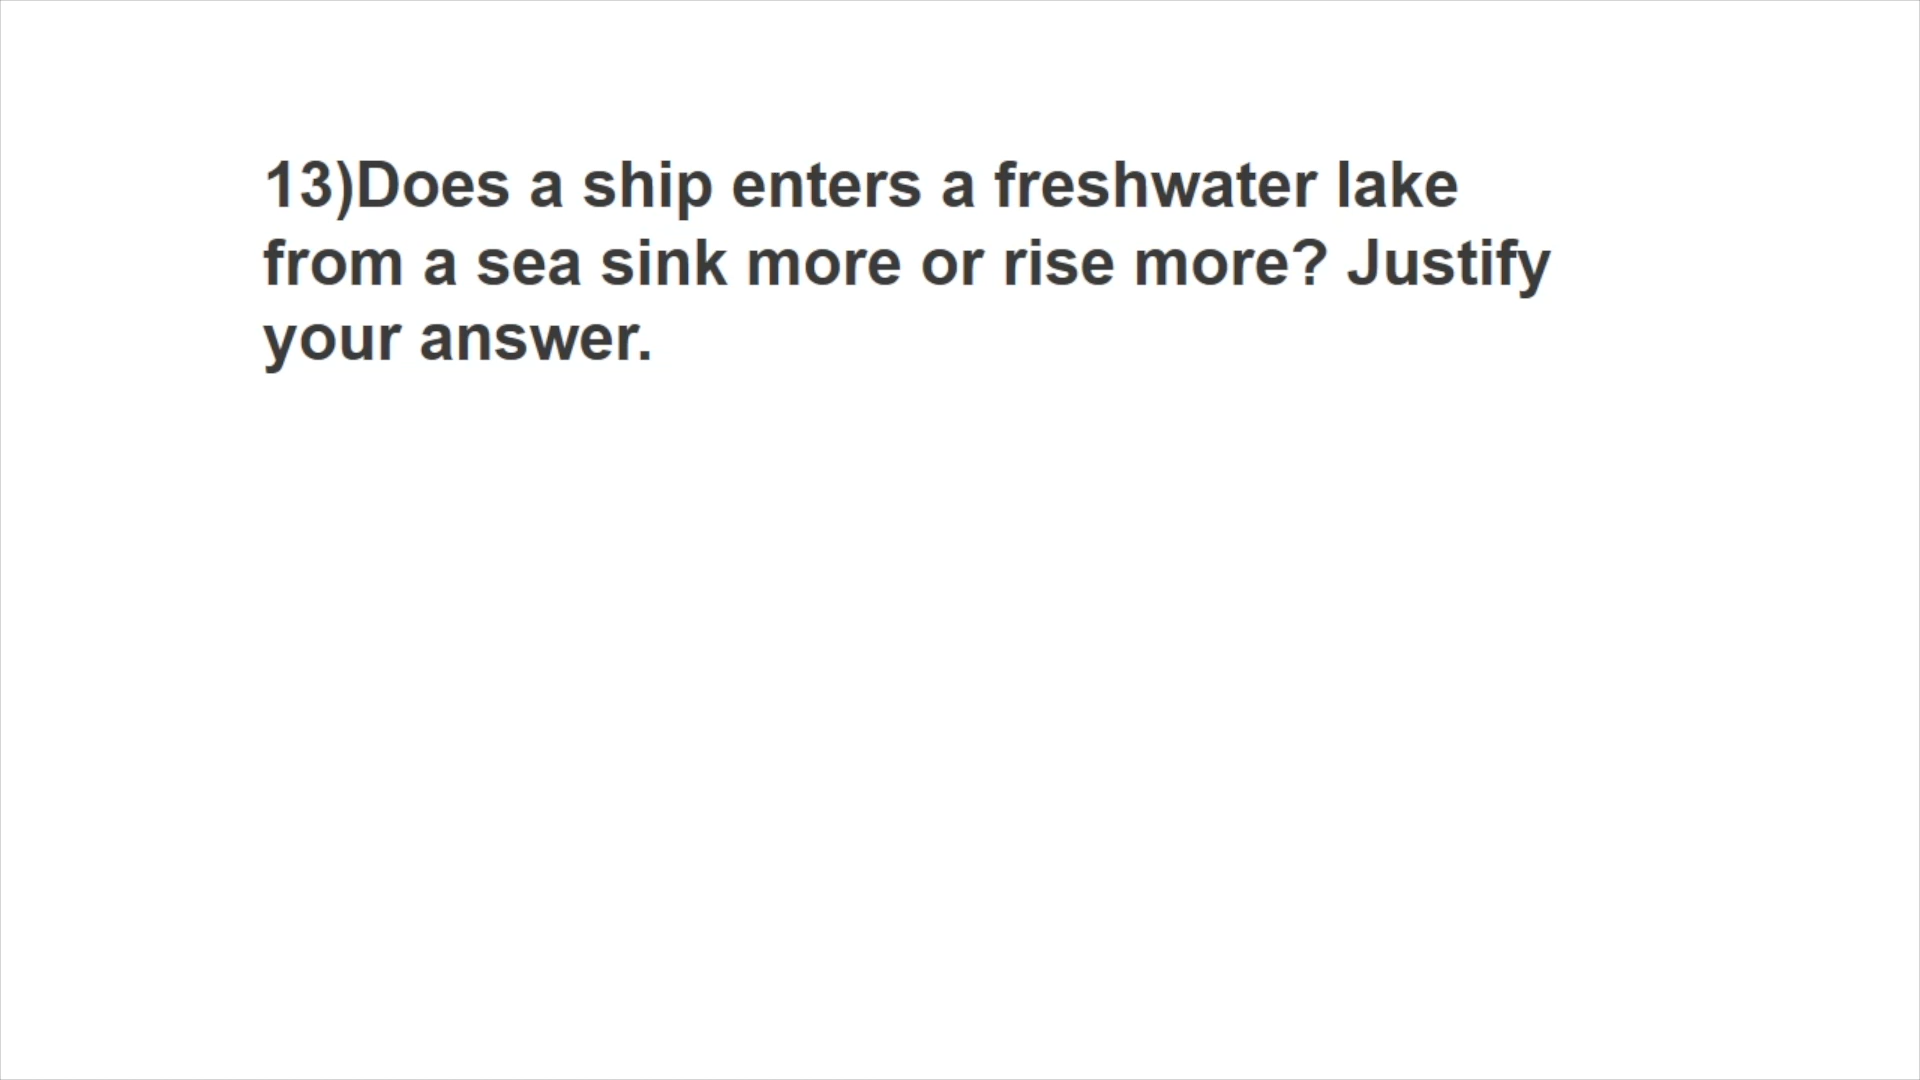 13)Does a ship enters a freshwater lake
from a sea sink more or rise more? Justify
your answer.